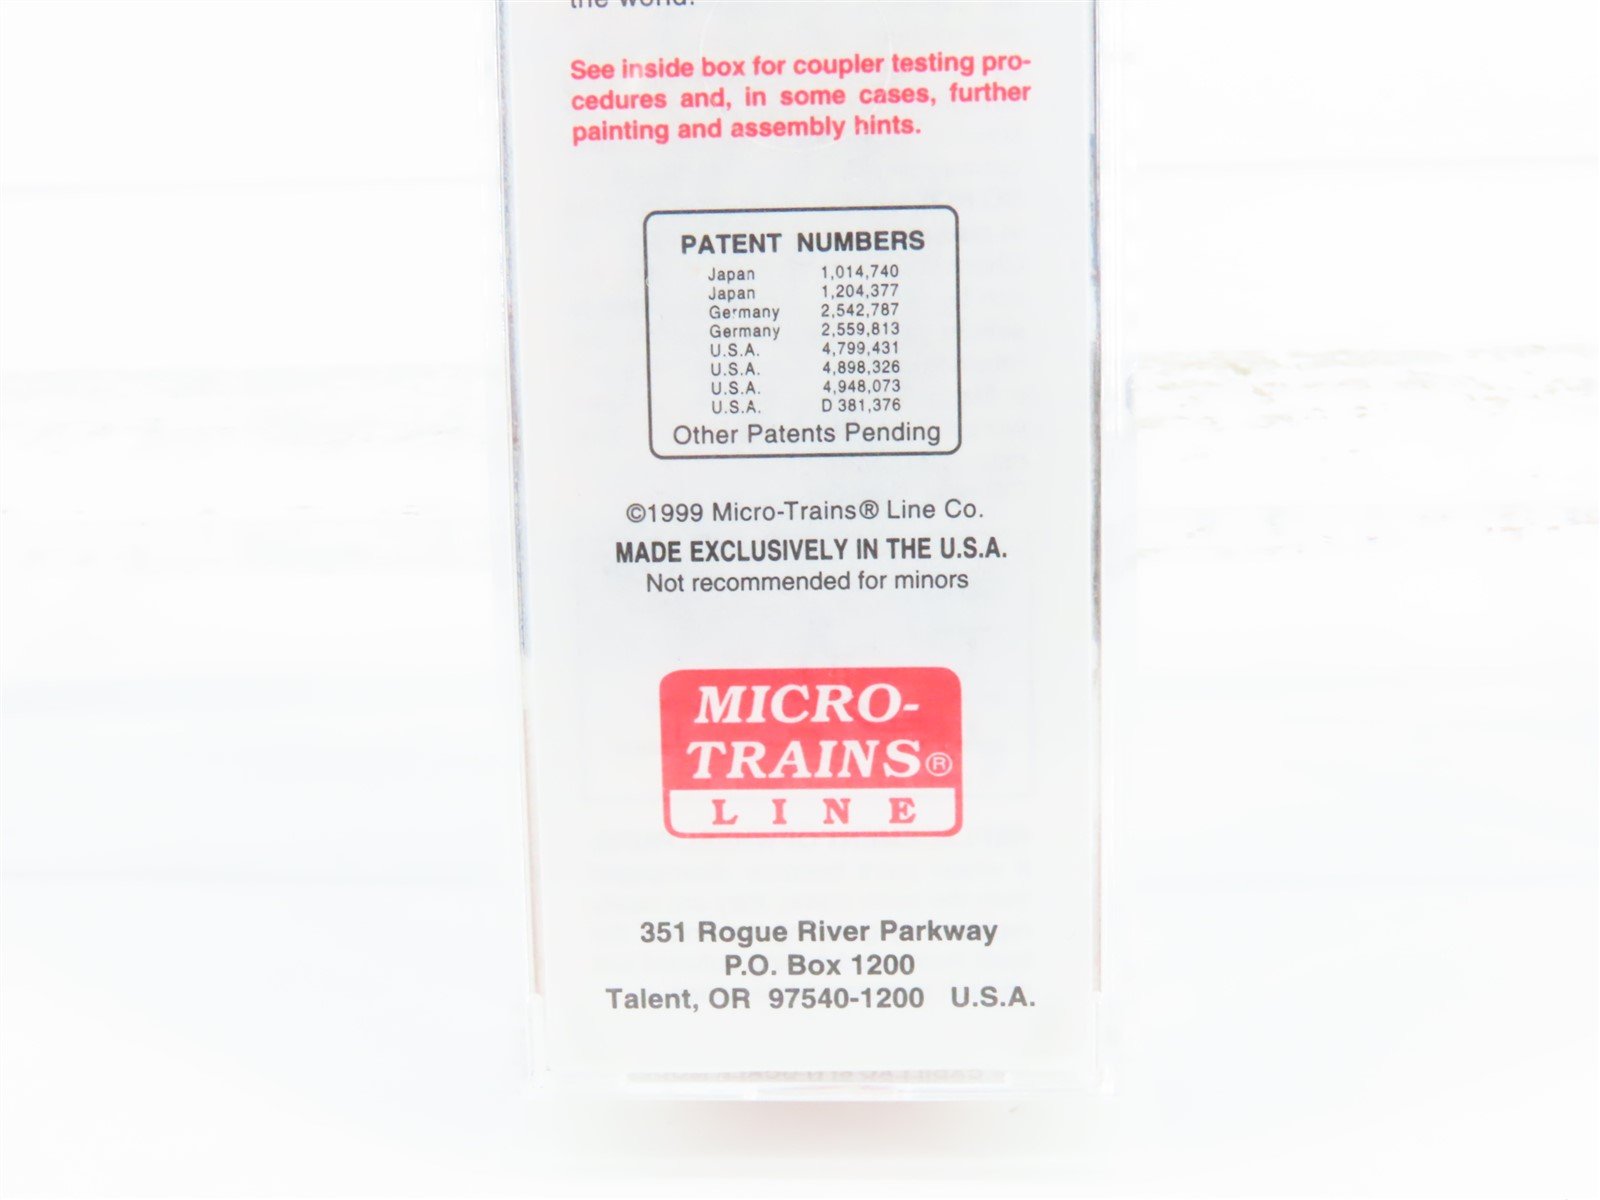 the world.
See inside box for coupler testing pro-
cedures and, in some cases, further
painting and assembly hints.
PATENT NUMBERS
Japan 1,014,740
Japan 1,204,377
Germany 2,542,787
Germany 2,559,813
U.S.A. 4,799,431
U.S.A. 4,898,326
U.S.A. 4,948,073
U.S.A. D 381,376
Other Patents Pending
©1999 Micro-Trains® Line Co.
MADE EXCLUSIVELY IN THE U.S.A.
Not recommended for minors
MICRO-
TRAINS®
LINE
351 Rogue River Parkway
P.O. Box 1200
Talent, OR 97540-1200 U.S.A.